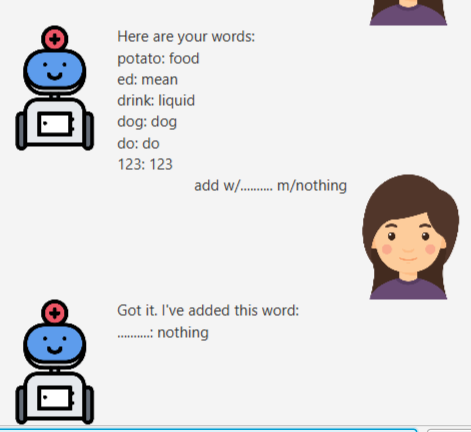 Here are your words:
potato: food
ed: mean
drink: liquid
dog: dog
do: do
123: 123
add w/.......... m/nothing
Got it. I've added this word:
..........: nothing